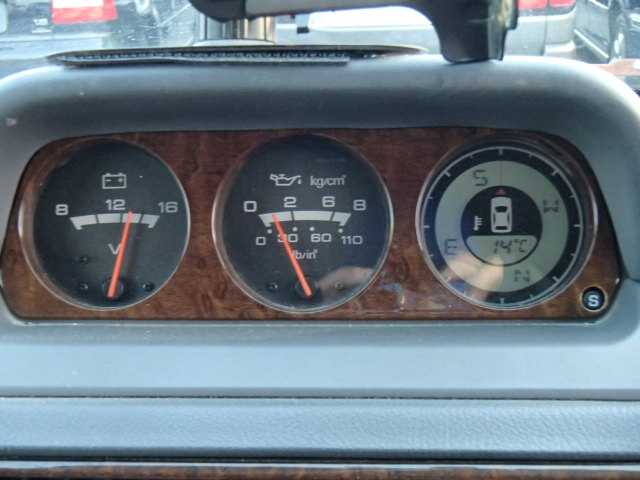 8 12 16
V
kg/cm²
0 2 6 8
0 30 60 110
lb/in²
S
W
E
14°C
N
S